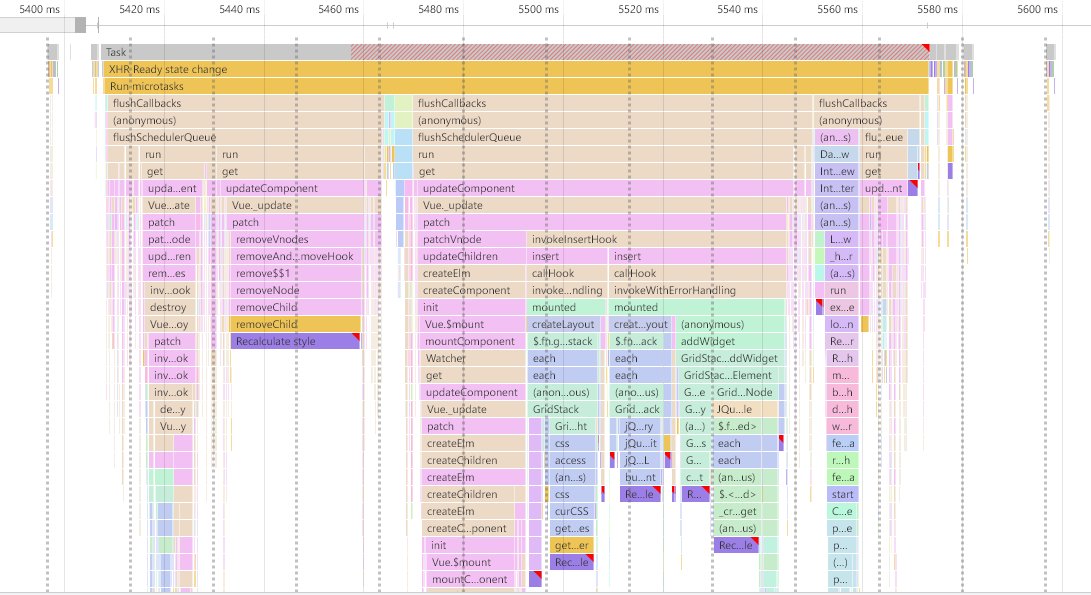 5400 ms 5420 ms 5440 ms 5460 ms 5480 ms 5500 ms 5520 ms 5540 ms 5560 ms 5580 ms 5600 ms
Task
XHR Ready state change
Run microtasks
flushCallbacks flushCallbacks flushCallbacks
(anonymous) (anonymous) (anonymous)
flushSchedulerQueue flushSchedulerQueue (an...s) flu...eue
run run run Da...w run
get get get Int...ew get
upda...ent updateComponent updateComponent Int...ter upd...nt
Vue...ate Vue._update Vue._update (an...s)
patch patch patch (an...s)
pat...ode removeVnodes patchVnode invokeInsertHook L...w
upd...ren removeAnd...moveHook updateChildren insert insert _h...r
rem...es remove$$1 createElm callHook callHook (a...s)
inv...ook removeNode createComponent invoke...ndling invokeWithErrorHandling run
destroy removeChild init mounted mounted ex...e
Vue...oy removeChild Vue.$mount createLayout creat...yout (anonymous) lo...n
patch Recalculate style mountComponent $.fn.g...stack $.fn...ack addWidget Re...r
inv...ok Watcher each each GridStac...ddWidget R...h
inv...ok get each each GridStac...Element m...
inv...ok updateComponent (anon...ous) (ano...us) G...e Grid...Node b...h
de...y Vue._update GridStack Grid...ack G...y JQu...le d...h
Vu...y patch Gri...ht jQ...ry (a...) $.f...ed> w...r
createElm css jQu...it G...s each fe...a
createChildren access jQ...L G... each r...h
createElm (an...s) bu...nt c...t (an...us) fe...a
createChildren css Re...le R... $.<...d> start
createElm curCSS _cr...get C...e
createC...ponent get...es (an...us) p...e
init get...er Rec...le p...
Vue.$mount Rec...le (...)
mountC...onent p...